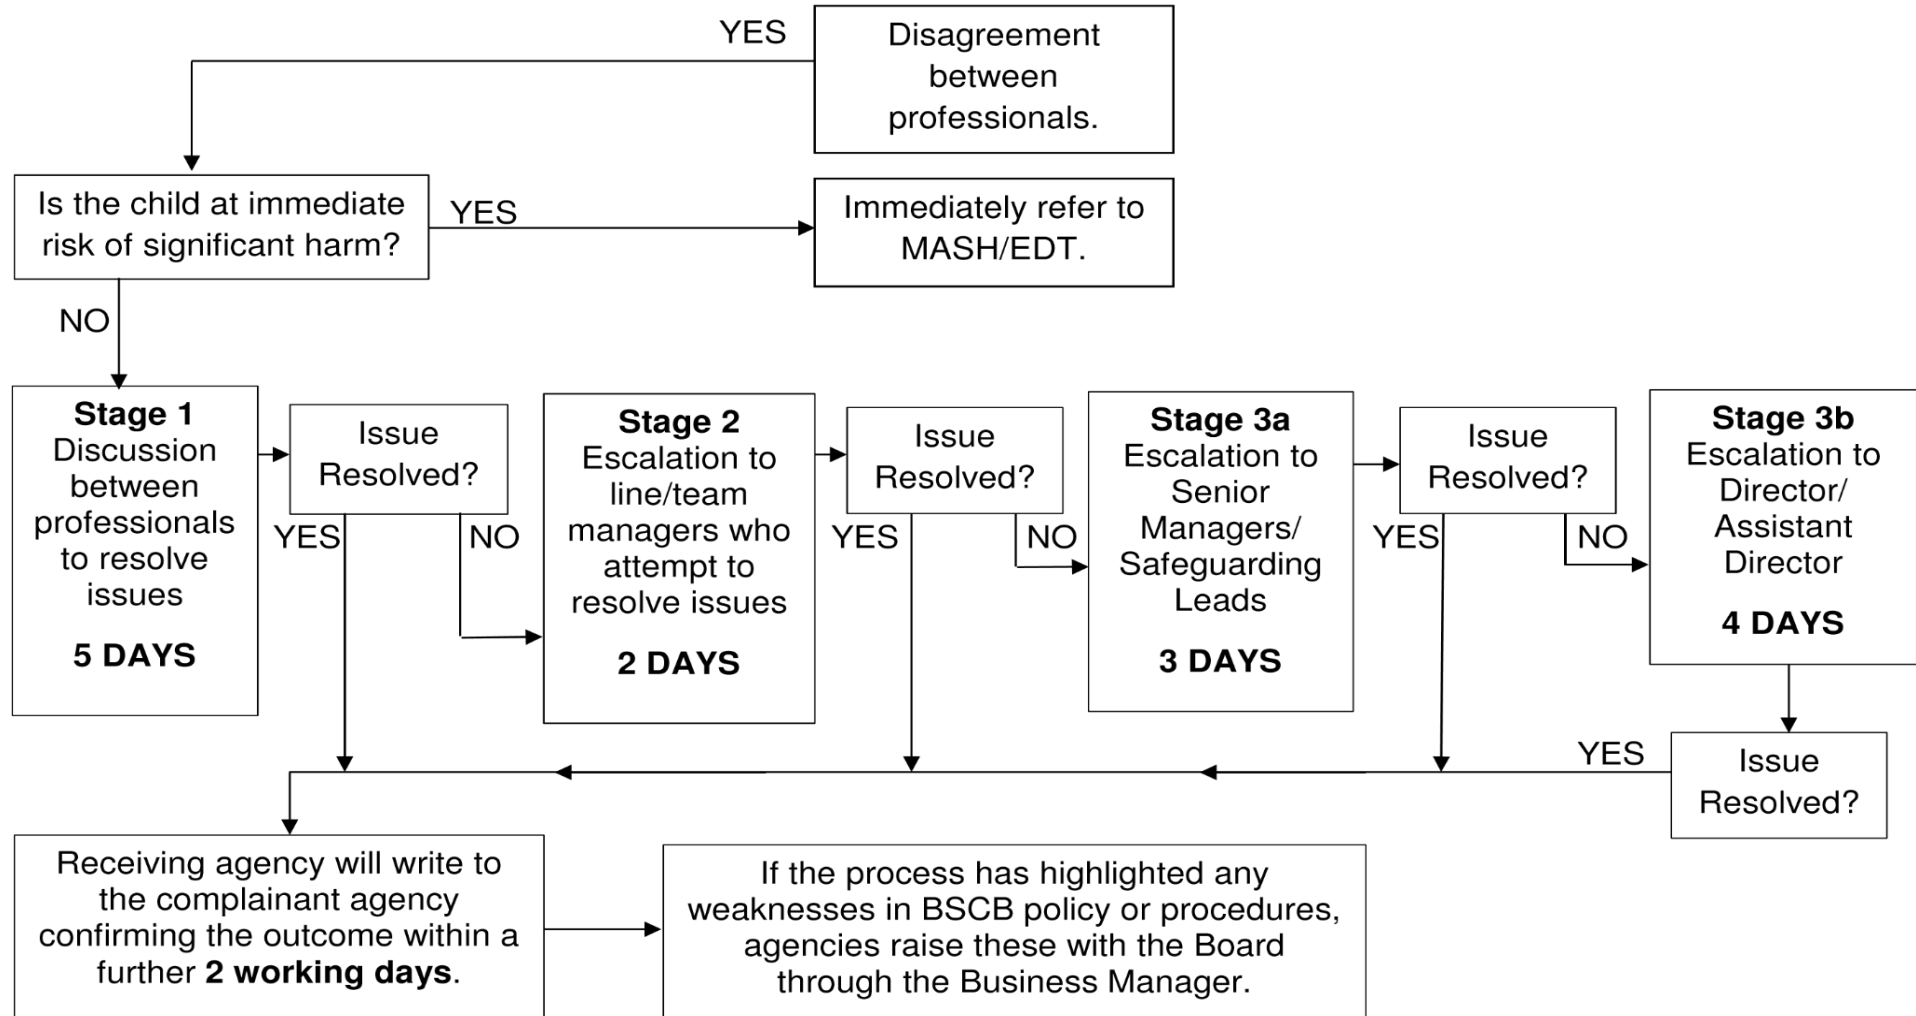 YES
Disagreement
between
professionals.
Is the child at immediate
risk of significant harm?
YES
Immediately refer to
MASH/EDT.
NO
Stage 1
Discussion
between
professionals
to resolve
issues
5 DAYS
Issue
Resolved?
YES
NO
Stage 2
Escalation to
line/team
managers who
attempt to
resolve issues
2 DAYS
Issue
Resolved?
YES
NO
Stage 3a
Escalation to
Senior
Managers/
Safeguarding
Leads
3 DAYS
Issue
Resolved?
YES
NO
Stage 3b
Escalation to
Director/
Assistant
Director
4 DAYS
YES
Issue
Resolved?
Receiving agency will write to
the complainant agency
confirming the outcome within a
further 2 working days.
If the process has highlighted any
weaknesses in BSCB policy or procedures,
agencies raise these with the Board
through the Business Manager.